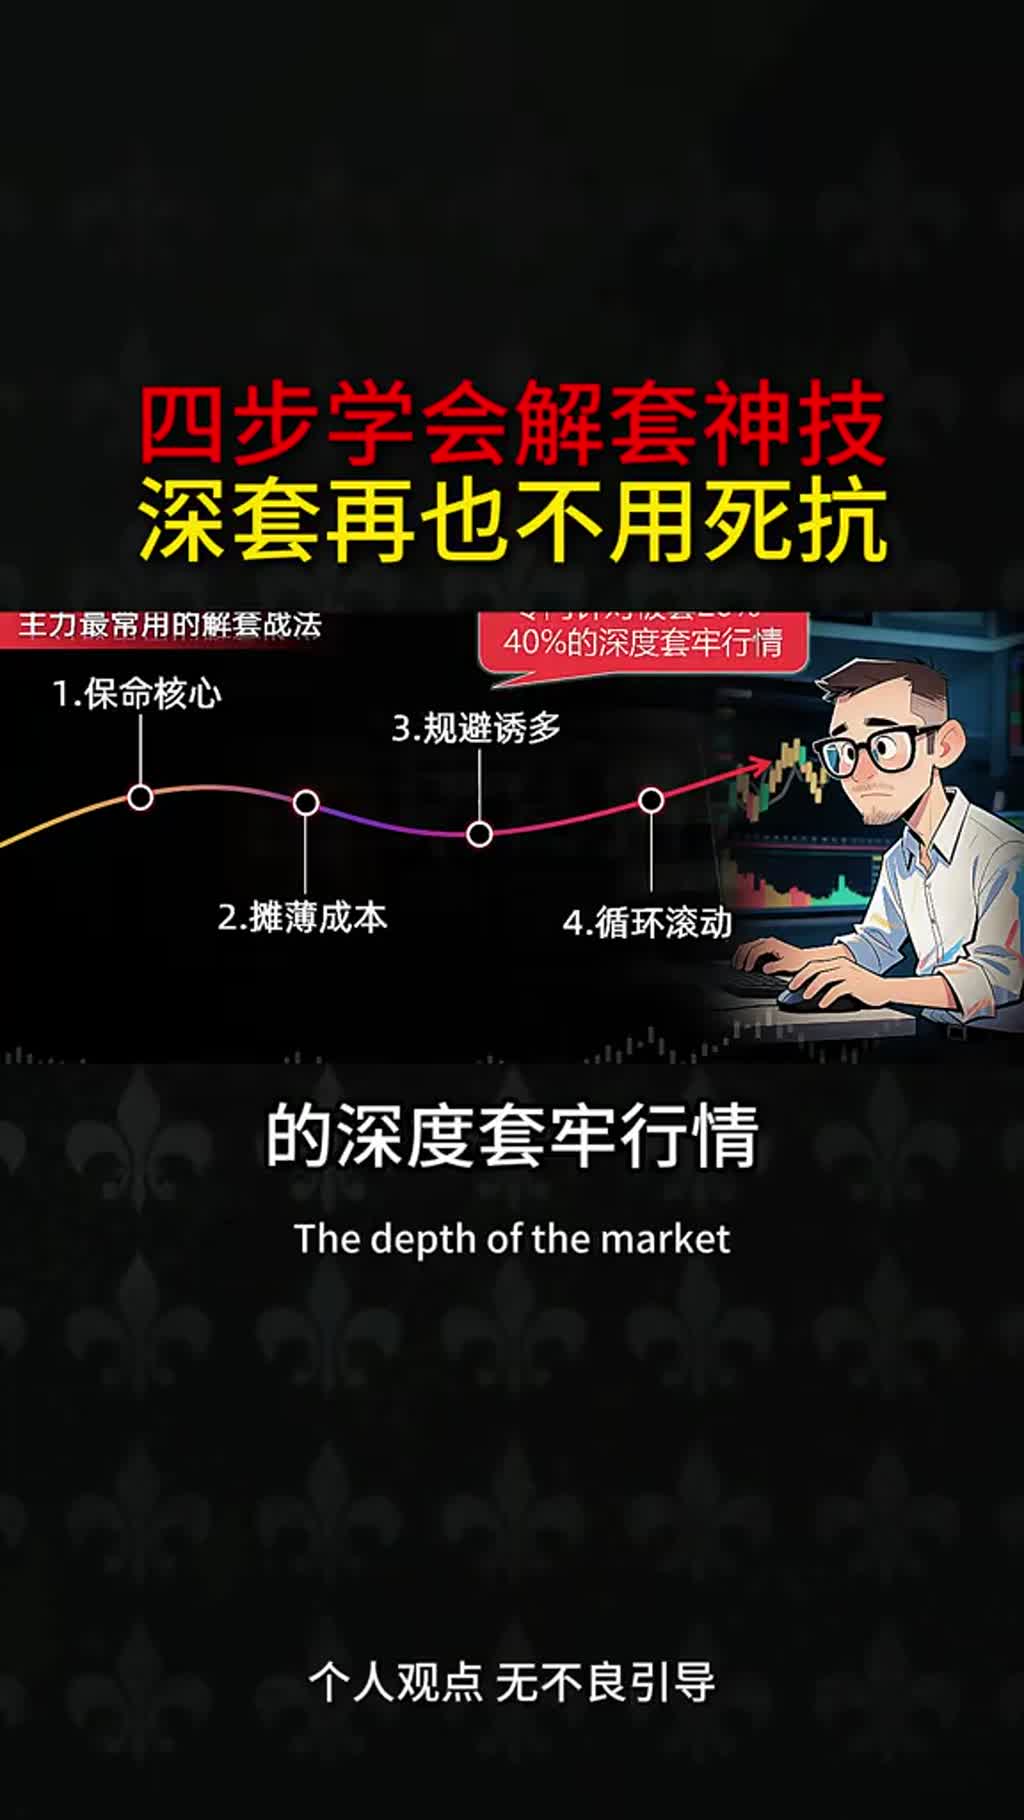 四步学会解套神技
深套再也不用死抗
主力最常用的解套战法
40%的深度套牢行情
1.保命核心
3.规避诱多
2.摊薄成本
4.循环滚动
的深度套牢行情
The depth of the market
个人观点 无不良引导